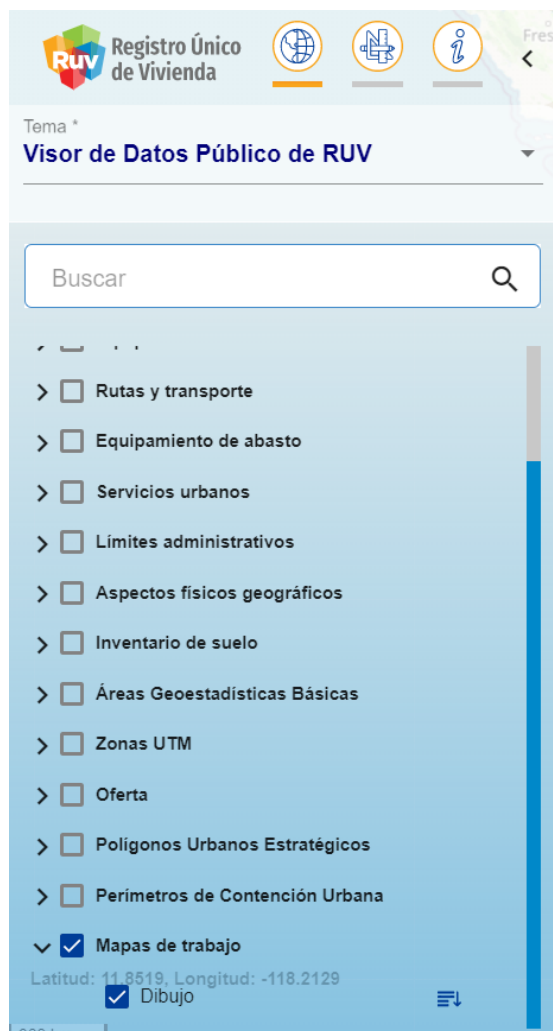 Ruv Registro Único
de Vivienda
Fres
Tema *
Visor de Datos Público de RUV
Buscar
Rutas y transporte
Equipamiento de abasto
Servicios urbanos
Límites administrativos
Aspectos físicos geográficos
Inventario de suelo
Áreas Geoestadísticas Básicas
Zonas UTM
Oferta
Polígonos Urbanos Estratégicos
Perímetros de Contención Urbana
Mapas de trabajo
Latitud: 11.8519, Longitud: -118.2129
Dibujo